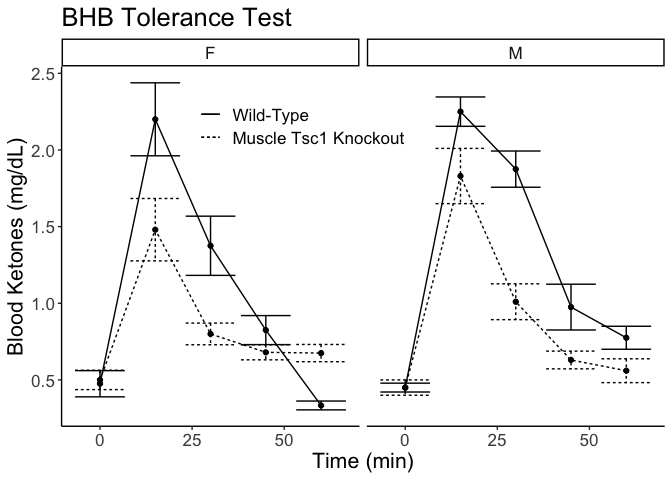 BHB Tolerance Test
F
M
2.5
2.0
1.5
1.0
0.5
Blood Ketones (mg/dL)
Wild-Type
Muscle Tsc1 Knockout
0
25
50
0
25
50
Time (min)